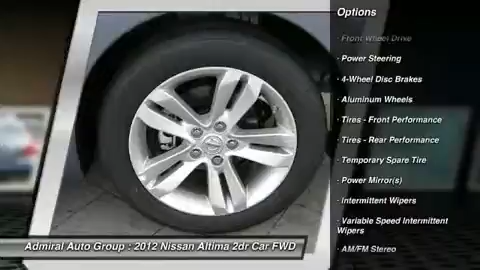 Options
· Front Wheel Drive
· Power Steering
· 4-Wheel Disc Brakes
· Aluminum Wheels
· Tires - Front Performance
· Tires - Rear Performance
· Temporary Spare Tire
· Power Mirror(s)
· Intermittent Wipers
· Variable Speed Intermittent
Wipers
· AM/FM Stereo
Admiral Auto Group : 2012 Nissan Altima 2dr Car FWD